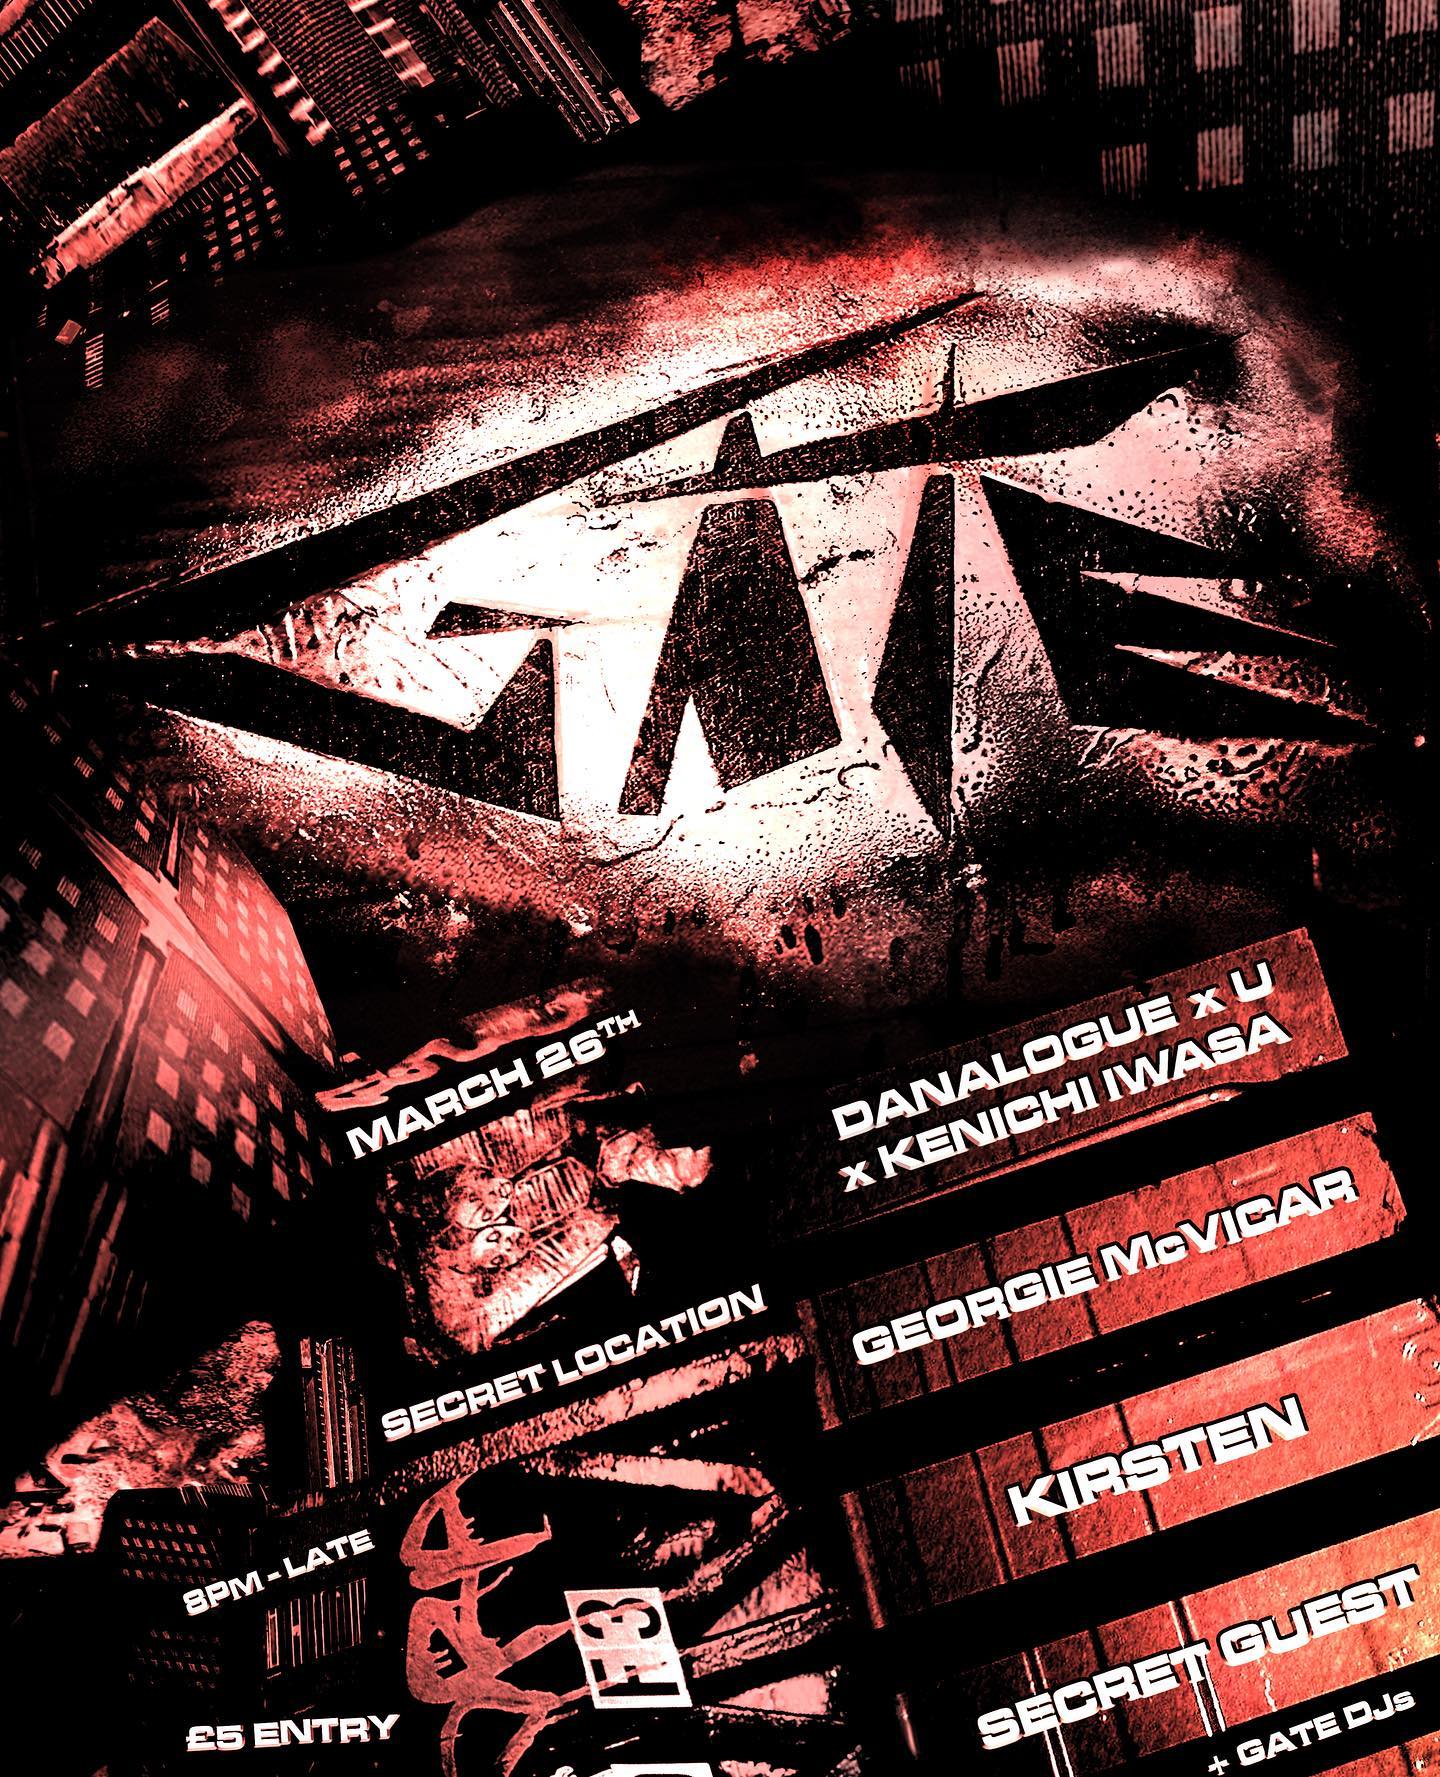 MARCH 26TH
SECRET LOCATION
8PM - LATE
£5 ENTRY
DANALOGUE x U
x KENICHI IWASA
GEORGIE McVICAR
KIRSTEN
SECRET GUEST
+ GATE DJs